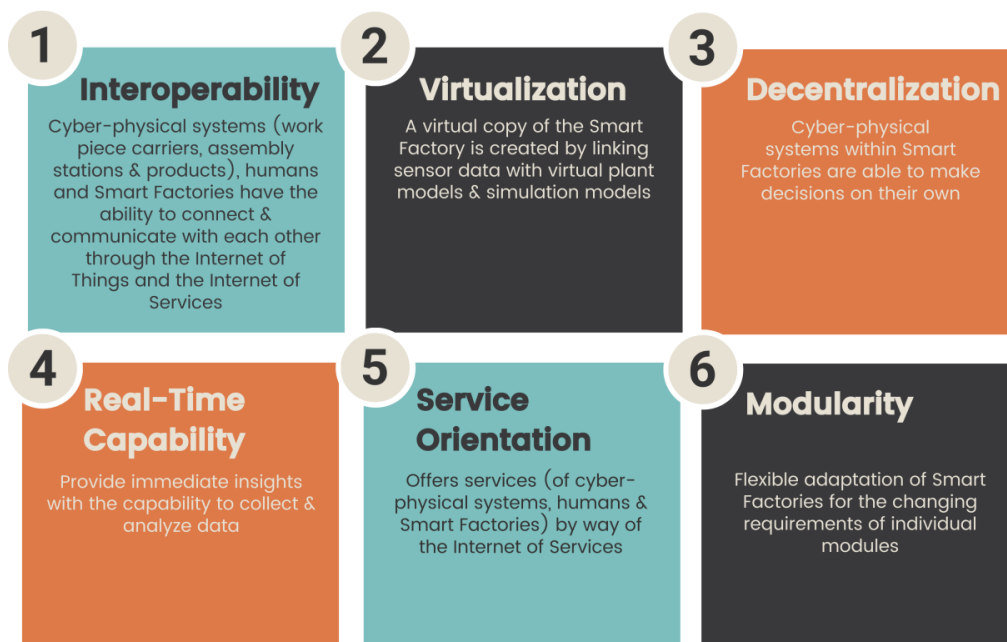 1
Interoperability
Cyber-physical systems (work
piece carriers, assembly
stations & products), humans
and Smart Factories have the
ability to connect &
communicate with each other
through the Internet of
Things and the Internet of
Services
2
Virtualization
A virtual copy of the Smart
Factory is created by linking
sensor data with virtual plant
models & simulation models
3
Decentralization
Cyber-physical
systems within Smart
Factories are able to make
decisions on their own
4
Real-Time
Capability
Provide immediate insights
with the capability to collect &
analyze data
5
Service
Orientation
Offers services (of cyber-
physical systems, humans &
Smart Factories) by way of
the Internet of Services
6
Modularity
Flexible adaptation of Smart
Factories for the changing
requirements of individual
modules